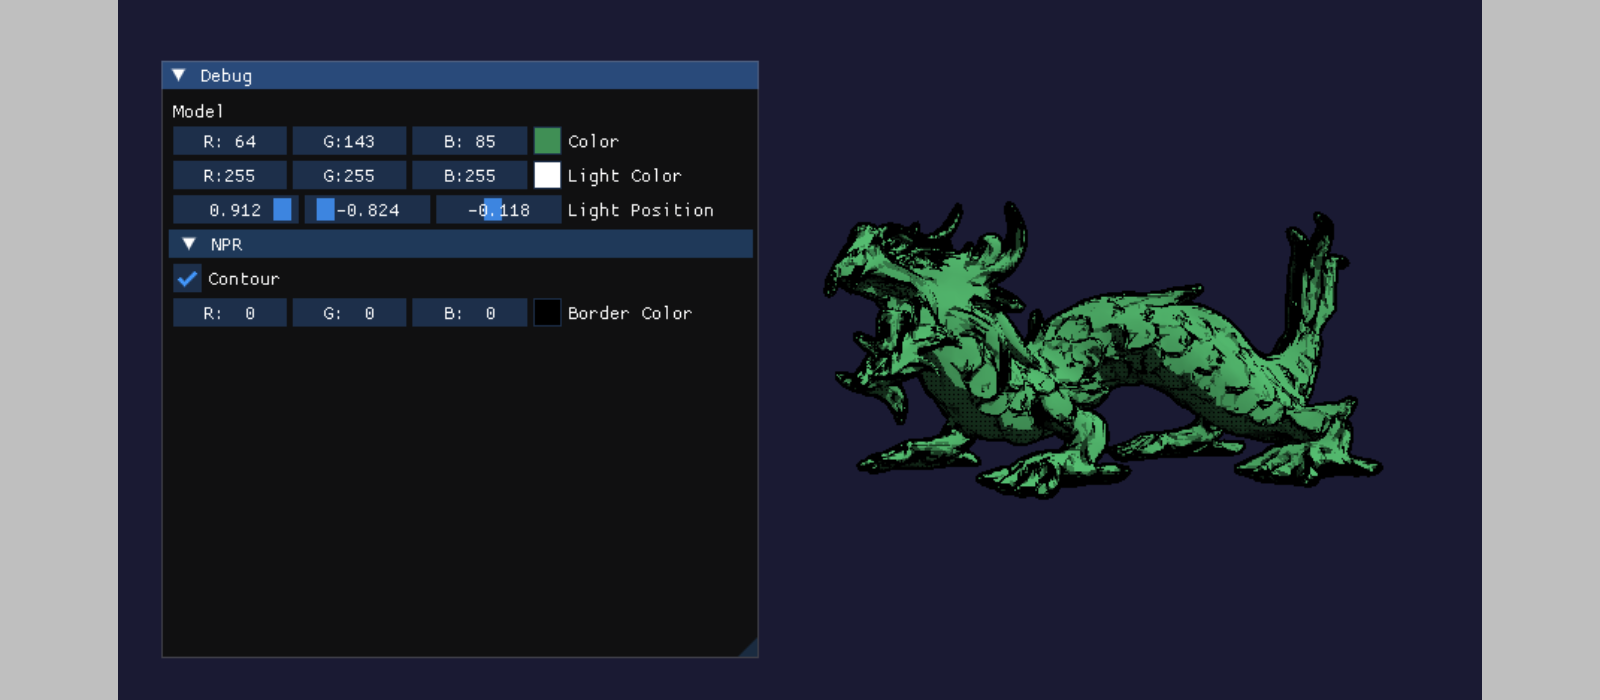 Debug
Model
R: 64 G:143 B: 85 Color
R:255 G:255 B:255 Light Color
0.912 -0.824 -0.118 Light Position
NPR
Contour
R: 0 G: 0 B: 0 Border Color